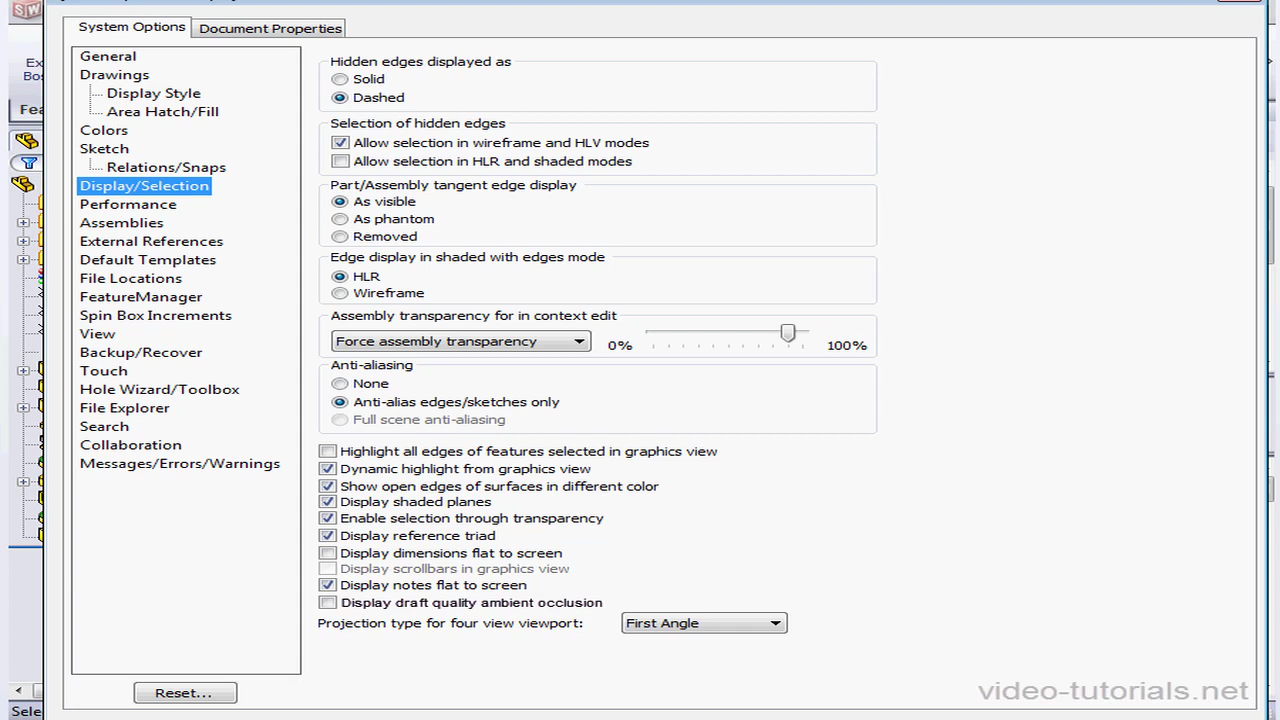 SW
System Options
Document Properties
General
Drawings
Display Style
Area Hatch/Fill
Colors
Sketch
Relations/Snaps
Display/Selection
Performance
Assemblies
External References
Default Templates
File Locations
FeatureManager
Spin Box Increments
View
Backup/Recover
Touch
Hole Wizard/Toolbox
File Explorer
Search
Collaboration
Messages/Errors/Warnings
Reset...
Hidden edges displayed as
Solid
Dashed
Selection of hidden edges
Allow selection in wireframe and HLV modes
Allow selection in HLR and shaded modes
Part/Assembly tangent edge display
As visible
As phantom
Removed
Edge display in shaded with edges mode
HLR
Wireframe
Assembly transparency for in context edit
Force assembly transparency 0% 100%
Anti-aliasing
None
Anti-alias edges/sketches only
Full scene anti-aliasing
Highlight all edges of features selected in graphics view
Dynamic highlight from graphics view
Show open edges of surfaces in different color
Display shaded planes
Enable selection through transparency
Display reference triad
Display dimensions flat to screen
Display scrollbars in graphics view
Display notes flat to screen
Display draft quality ambient occlusion
Projection type for four view viewport: First Angle
Ex
Bos
Fea
Sele
video-tutorials.net